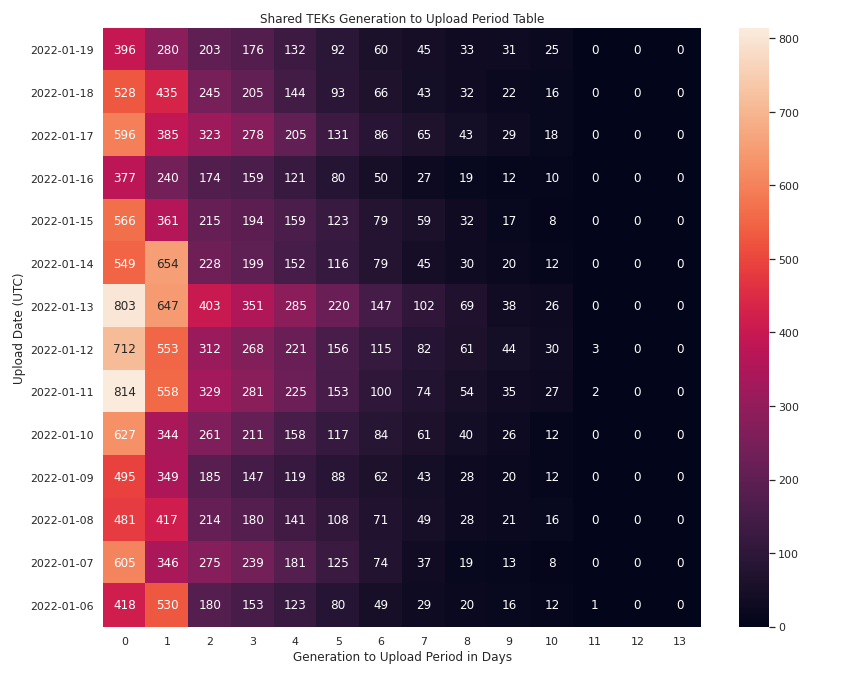 Shared TEKs Generation to Upload Period Table
Upload Date (UTC)
2022-01-19 396 280 203 176 132 92 60 45 33 31 25 0 0 0
2022-01-18 528 435 245 205 144 93 66 43 32 22 16 0 0 0
2022-01-17 596 385 323 278 205 131 86 65 43 29 18 0 0 0
2022-01-16 377 240 174 159 121 80 50 27 19 12 10 0 0 0
2022-01-15 566 361 215 194 159 123 79 59 32 17 8 0 0 0
2022-01-14 549 654 228 199 152 116 79 45 30 20 12 0 0 0
2022-01-13 803 647 403 351 285 220 147 102 69 38 26 0 0 0
2022-01-12 712 553 312 268 221 156 115 82 61 44 30 3 0 0
2022-01-11 814 558 329 281 225 153 100 74 54 35 27 2 0 0
2022-01-10 627 344 261 211 158 117 84 61 40 26 12 0 0 0
2022-01-09 495 349 185 147 119 88 62 43 28 20 12 0 0 0
2022-01-08 481 417 214 180 141 108 71 49 28 21 16 0 0 0
2022-01-07 605 346 275 239 181 125 74 37 19 13 8 0 0 0
2022-01-06 418 530 180 153 123 80 49 29 20 16 12 1 0 0
0 1 2 3 4 5 6 7 8 9 10 11 12 13
Generation to Upload Period in Days
800
700
600
500
400
300
200
100
0